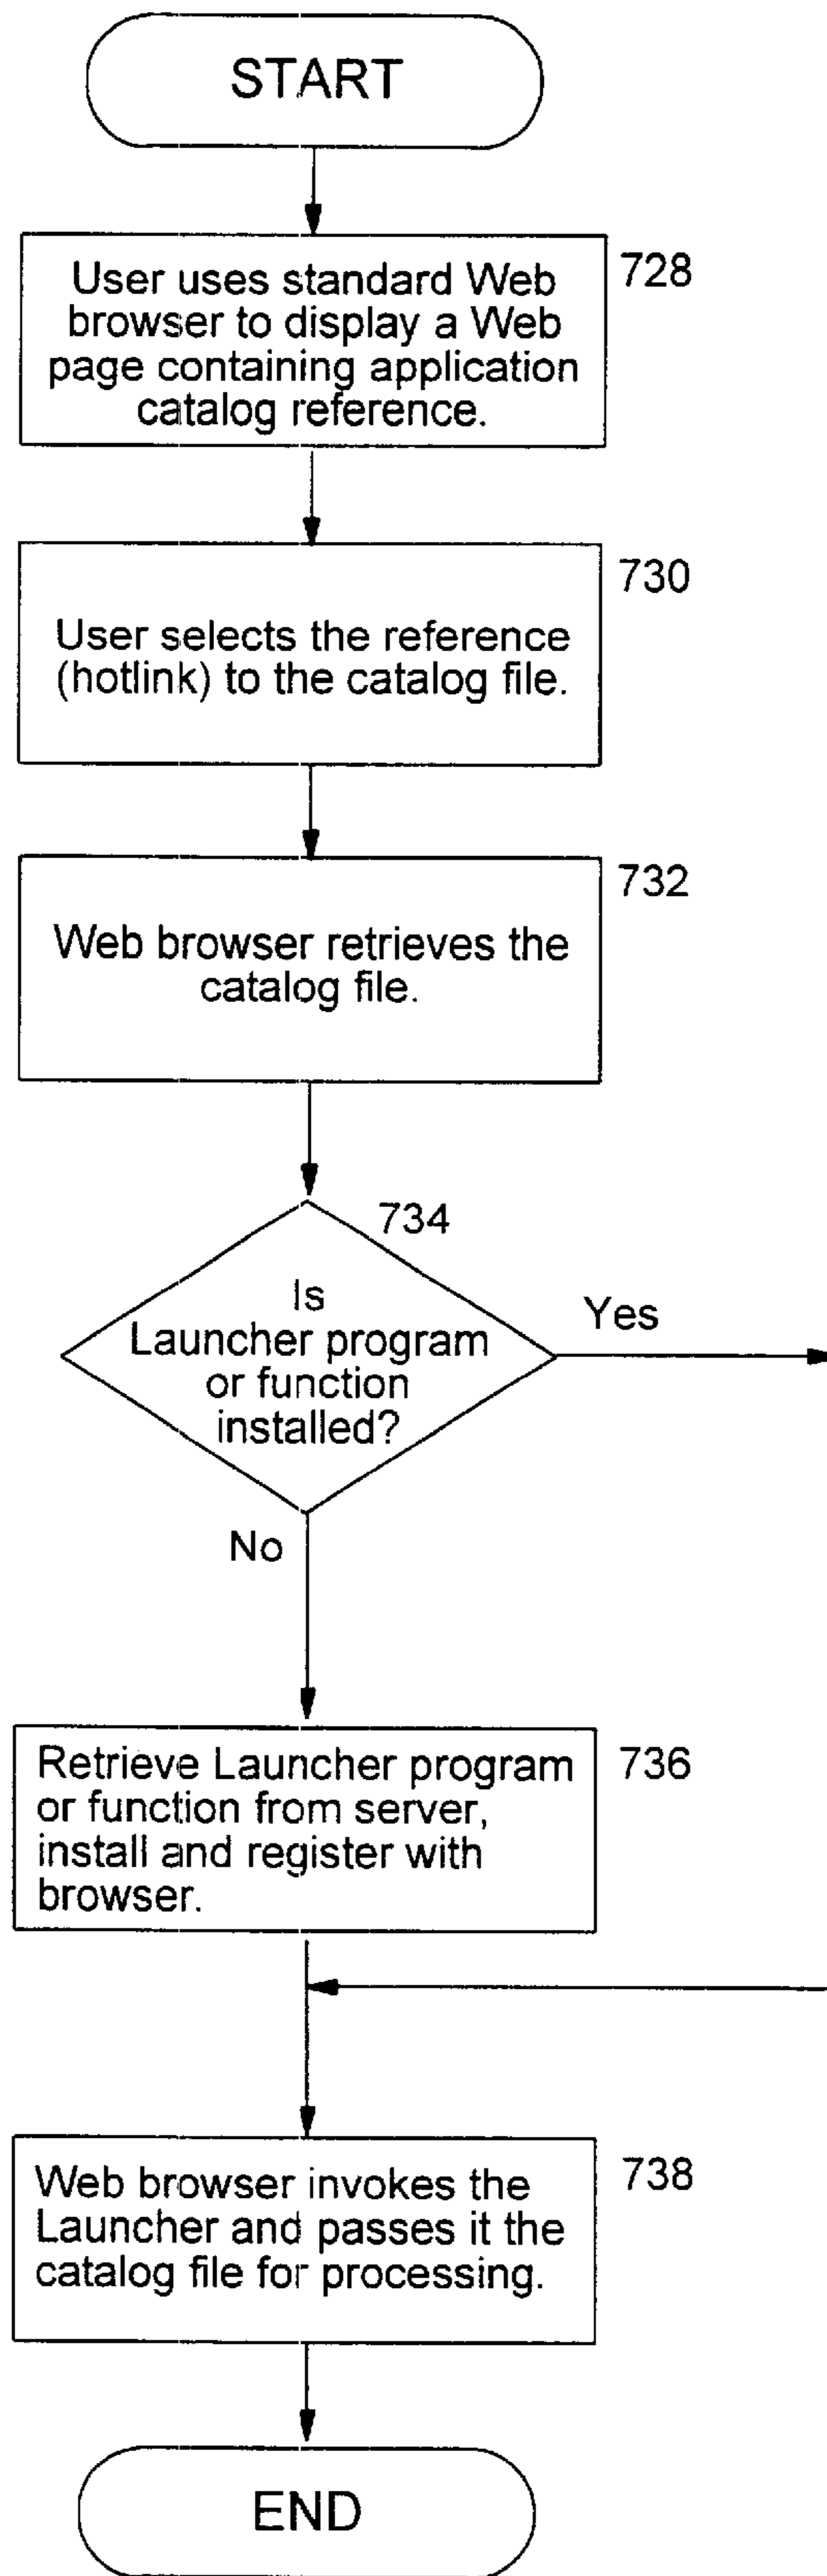 START
User uses standard Web
browser to display a Web
page containing application
catalog reference.
728
User selects the reference
(hotlink) to the catalog file.
730
Web browser retrieves the
catalog file.
732
734
Is
Launcher program
or function
installed?
Yes
No
Retrieve Launcher program
or function from server,
install and register with
browser.
736
Web browser invokes the
Launcher and passes it the
catalog file for processing.
738
END